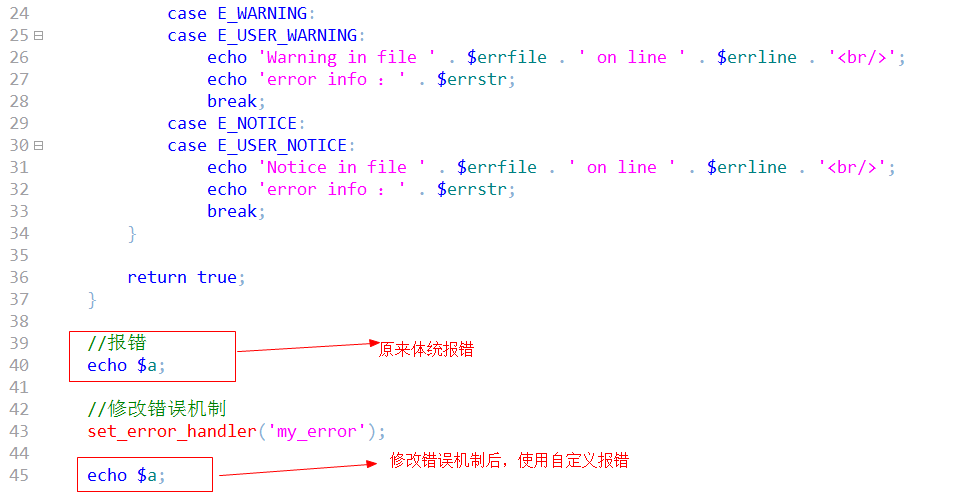 24 case E_WARNING:
25 case E_USER_WARNING:
26 echo 'Warning in file ' . $errfile . ' on line ' . $errline . '<br/>';
27 echo 'error info ：' . $errstr;
28 break;
29 case E_NOTICE:
30 case E_USER_NOTICE:
31 echo 'Notice in file ' . $errfile . ' on line ' . $errline . '<br/>';
32 echo 'error info ：' . $errstr;
33 break;
34 }
35
36 return true;
37 }
38
39 //报错
原来体统报错
40 echo $a;
41
42 //修改错误机制
43 set_error_handler('my_error');
44
修改错误机制后，使用自定义报错
45 echo $a;